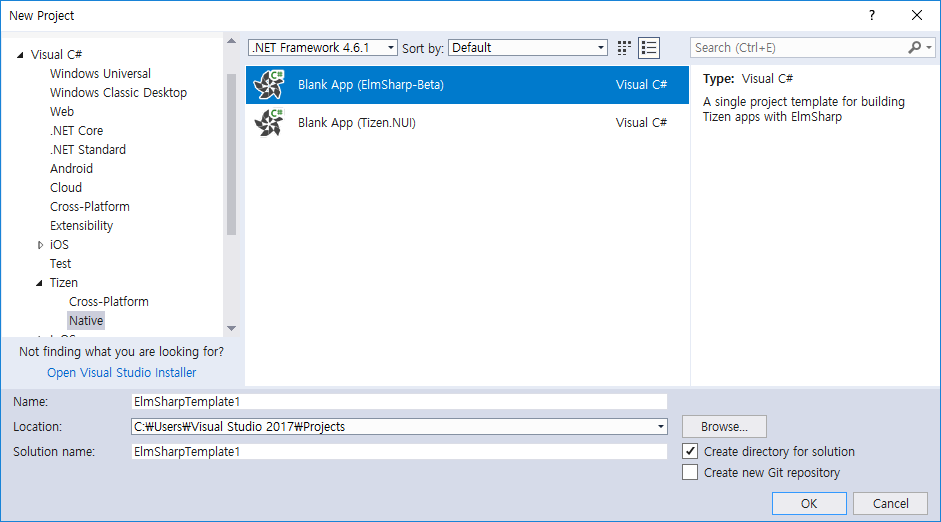 New Project
?
Visual C#
Windows Universal
Windows Classic Desktop
Web
.NET Core
.NET Standard
Android
Cloud
Cross-Platform
Extensibility
iOS
Test
Tizen
Cross-Platform
Native
Not finding what you are looking for?
Open Visual Studio Installer
.NET Framework 4.6.1 Sort by: Default
Blank App (ElmSharp-Beta) Visual C#
Blank App (Tizen.NUI) Visual C#
Search (Ctrl+E)
Type: Visual C#
A single project template for building
Tizen apps with ElmSharp
Name: ElmSharpTemplate1
Location: C:₩Users₩Visual Studio 2017₩Projects Browse...
Solution name: ElmSharpTemplate1
Create directory for solution
Create new Git repository
OK Cancel